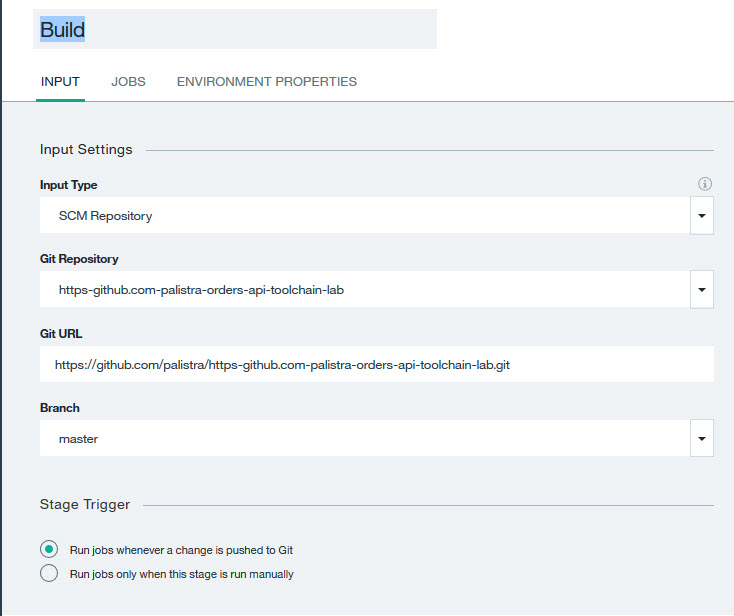 Build
INPUT JOBS ENVIRONMENT PROPERTIES
Input Settings
Input Type
SCM Repository
Git Repository
https-github.com-palistra-orders-api-toolchain-lab
Git URL
https://github.com/palistra/https-github.com-palistra-orders-api-toolchain-lab.git
Branch
master
Stage Trigger
Run jobs whenever a change is pushed to Git
Run jobs only when this stage is run manually